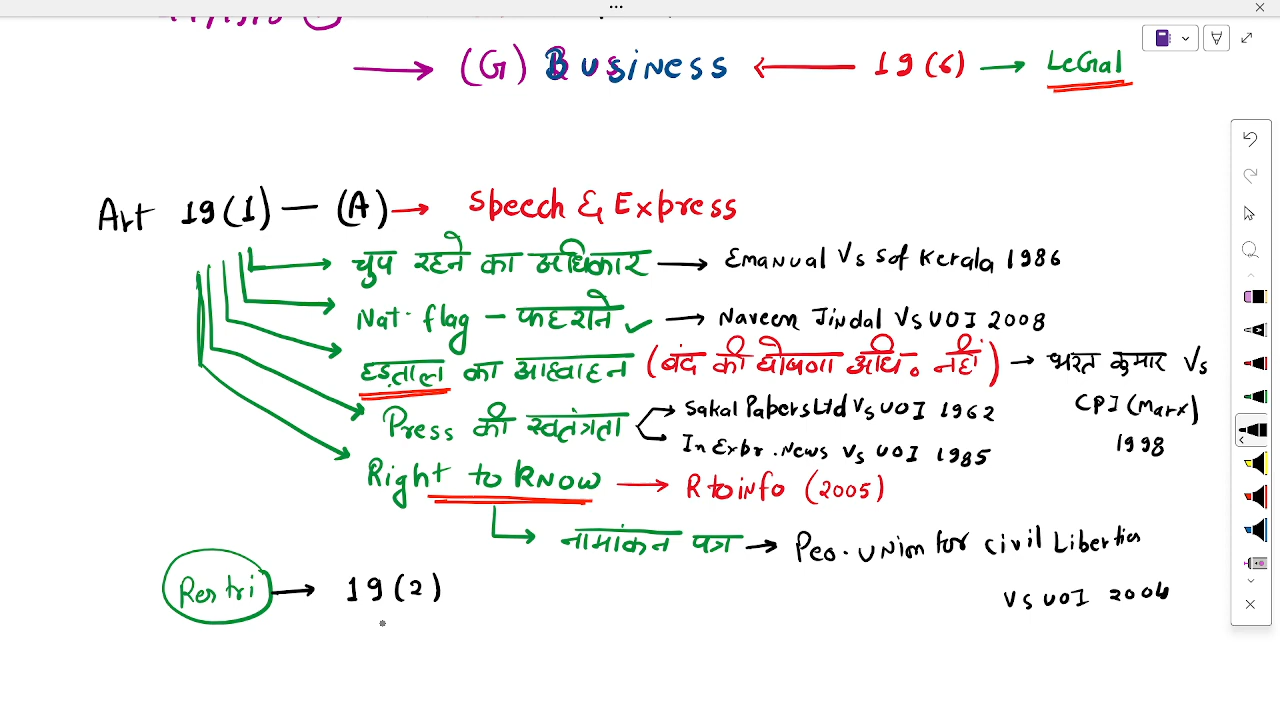 (G) Business ← 19(6) → LeGal
Art 19(1) — (A) → Speech & Express
चुप रहने का अधिकार → Emanual Vs S of Kerala 1986
Nat. flag – फहराने ✓ → Naveen Jindal Vs UOI 2008
हड़ताल का आह्वाहन (बंद की घोषणा अधि. नहीं) → भरत कुमार Vs
CPI (Marx)
1998
Press की स्वतंत्रता
Sakal Papers Ltd Vs UOI 1962
In Expr. News Vs UOI 1985
Right to Know → R to info (2005)
नामांकन पत्र → Peo. Union for Civil Liberties
Vs UOI 2006
Restri → 19(2)